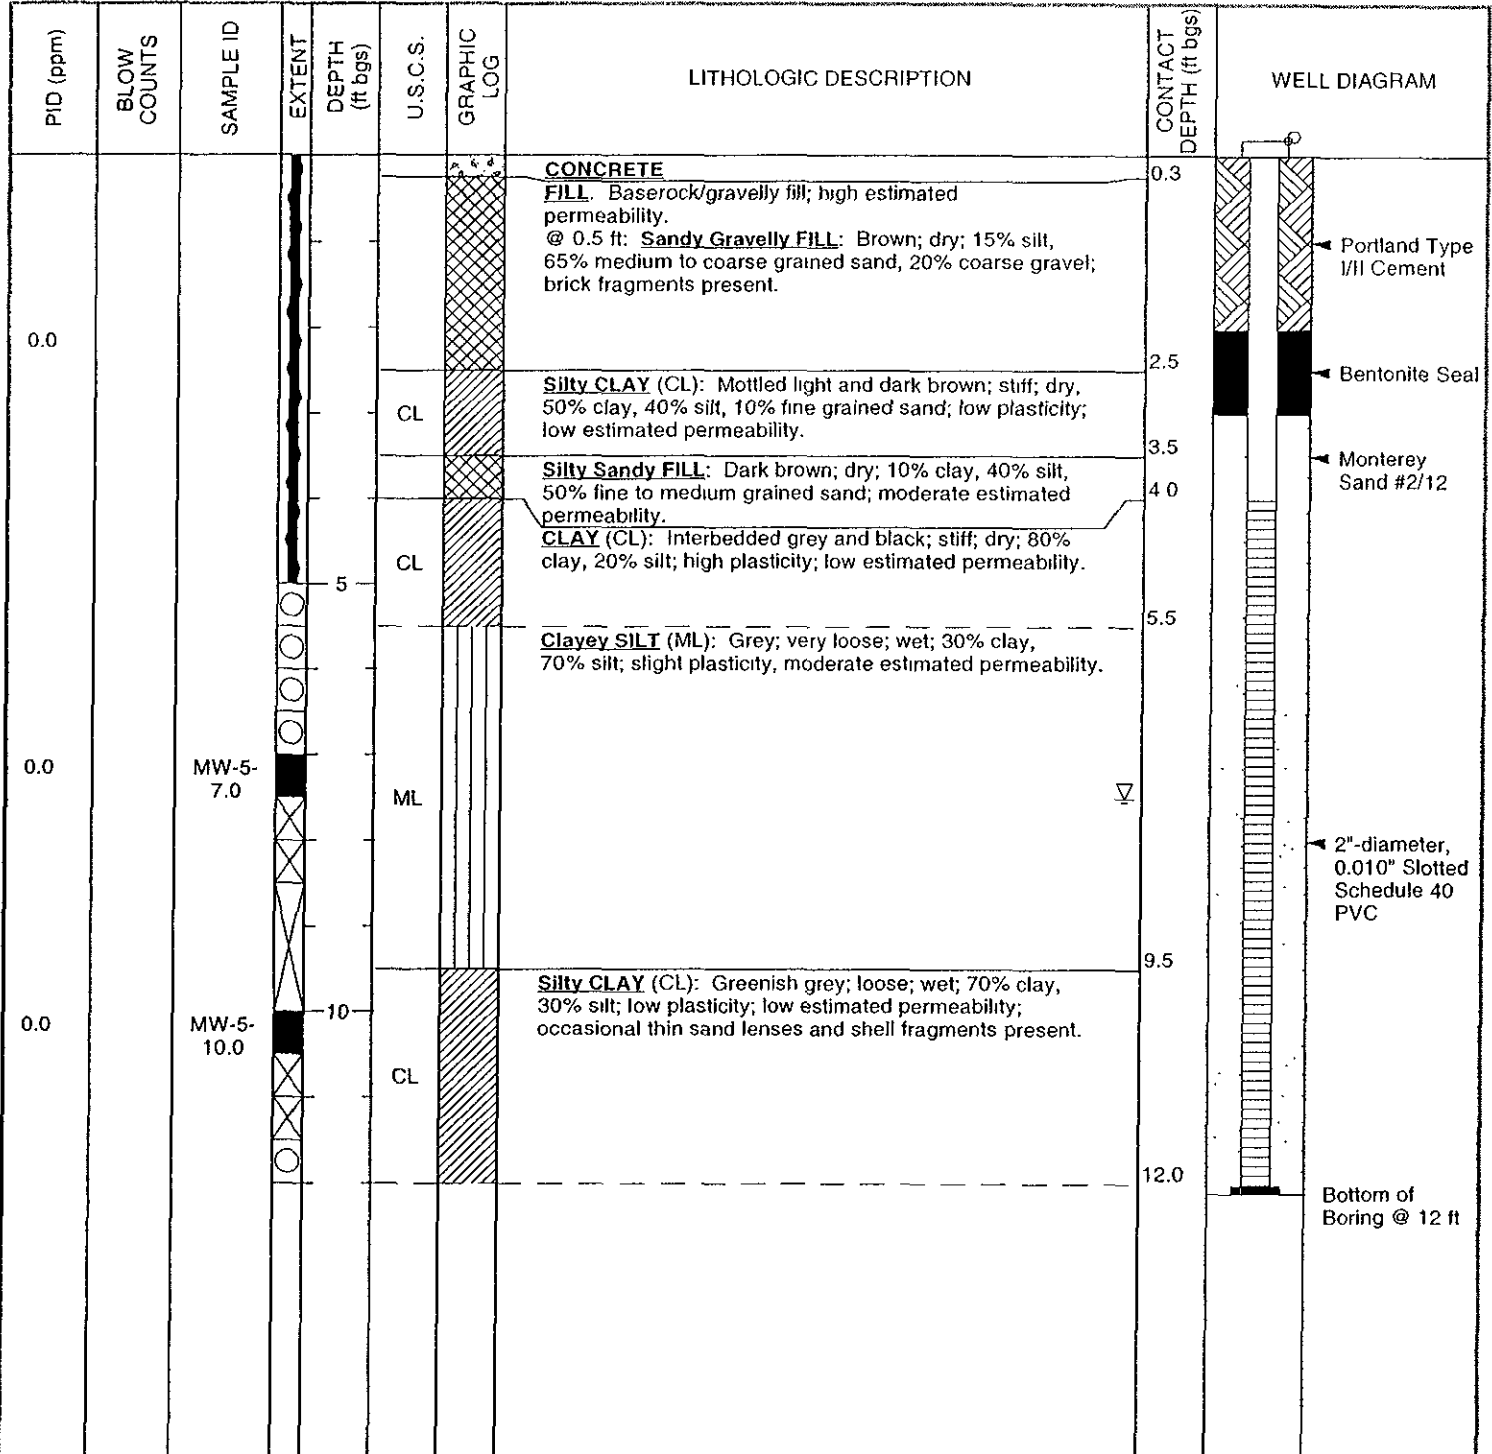 PID (ppm)
BLOW
COUNTS
SAMPLE ID
EXTENT
DEPTH
(ft bgs)
U.S.C.S.
GRAPHIC
LOG
LITHOLOGIC DESCRIPTION
CONTACT
DEPTH (ft bgs)
WELL DIAGRAM
CONCRETE
0.3
FILL. Baserock/gravelly fill; high estimated
permeability.
@ 0.5 ft: Sandy Gravelly FILL: Brown; dry; 15% silt,
65% medium to coarse grained sand, 20% coarse gravel;
brick fragments present.
Portland Type
I/II Cement
0.0
2.5
Silty CLAY (CL): Mottled light and dark brown; stiff; dry,
50% clay, 40% silt, 10% fine grained sand; low plasticity;
low estimated permeability.
CL
Bentonite Seal
3.5
Silty Sandy FILL: Dark brown; dry; 10% clay, 40% silt,
50% fine to medium grained sand; moderate estimated
permeability.
Monterey
Sand #2/12
4 0
CLAY (CL): Interbedded grey and black; stiff; dry; 80%
clay, 20% silt; high plasticity; low estimated permeability.
CL
5
5.5
Clayey SILT (ML): Grey; very loose; wet; 30% clay,
70% silt; slight plasticity, moderate estimated permeability.
0.0
MW-5-
7.0
ML
2"-diameter,
0.010" Slotted
Schedule 40
PVC
9.5
Silty CLAY (CL): Greenish grey; loose; wet; 70% clay,
30% silt; low plasticity; low estimated permeability;
occasional thin sand lenses and shell fragments present.
0.0
MW-5-
10.0
10
CL
12.0
Bottom of
Boring @ 12 ft